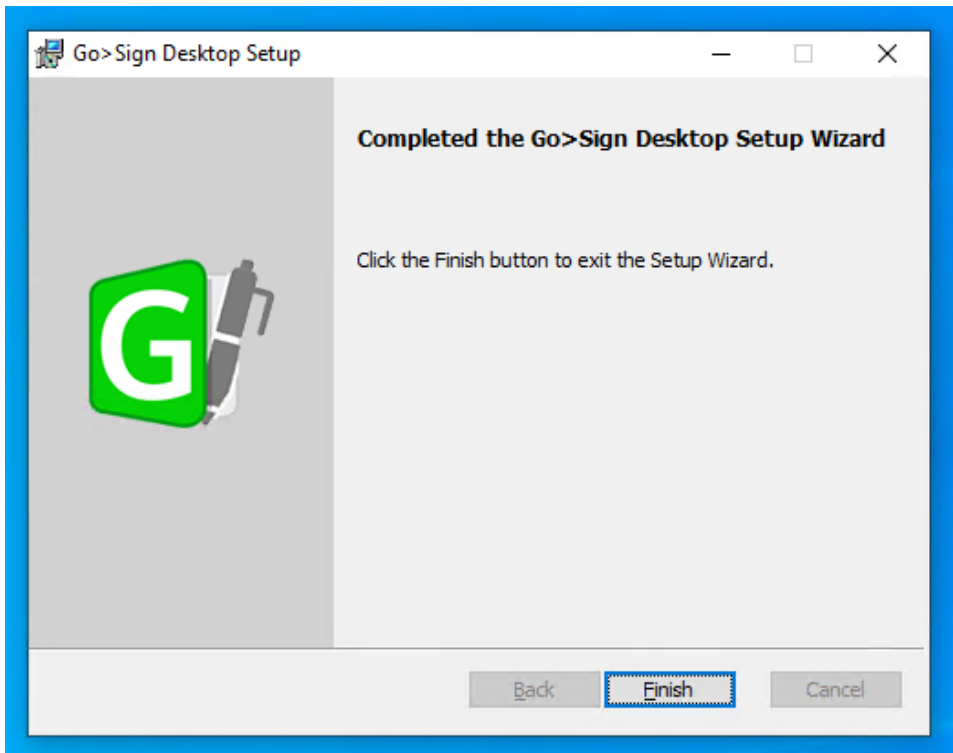 Go>Sign Desktop Setup
Completed the Go>Sign Desktop Setup Wizard
Click the Finish button to exit the Setup Wizard.
G
Back Finish Cancel